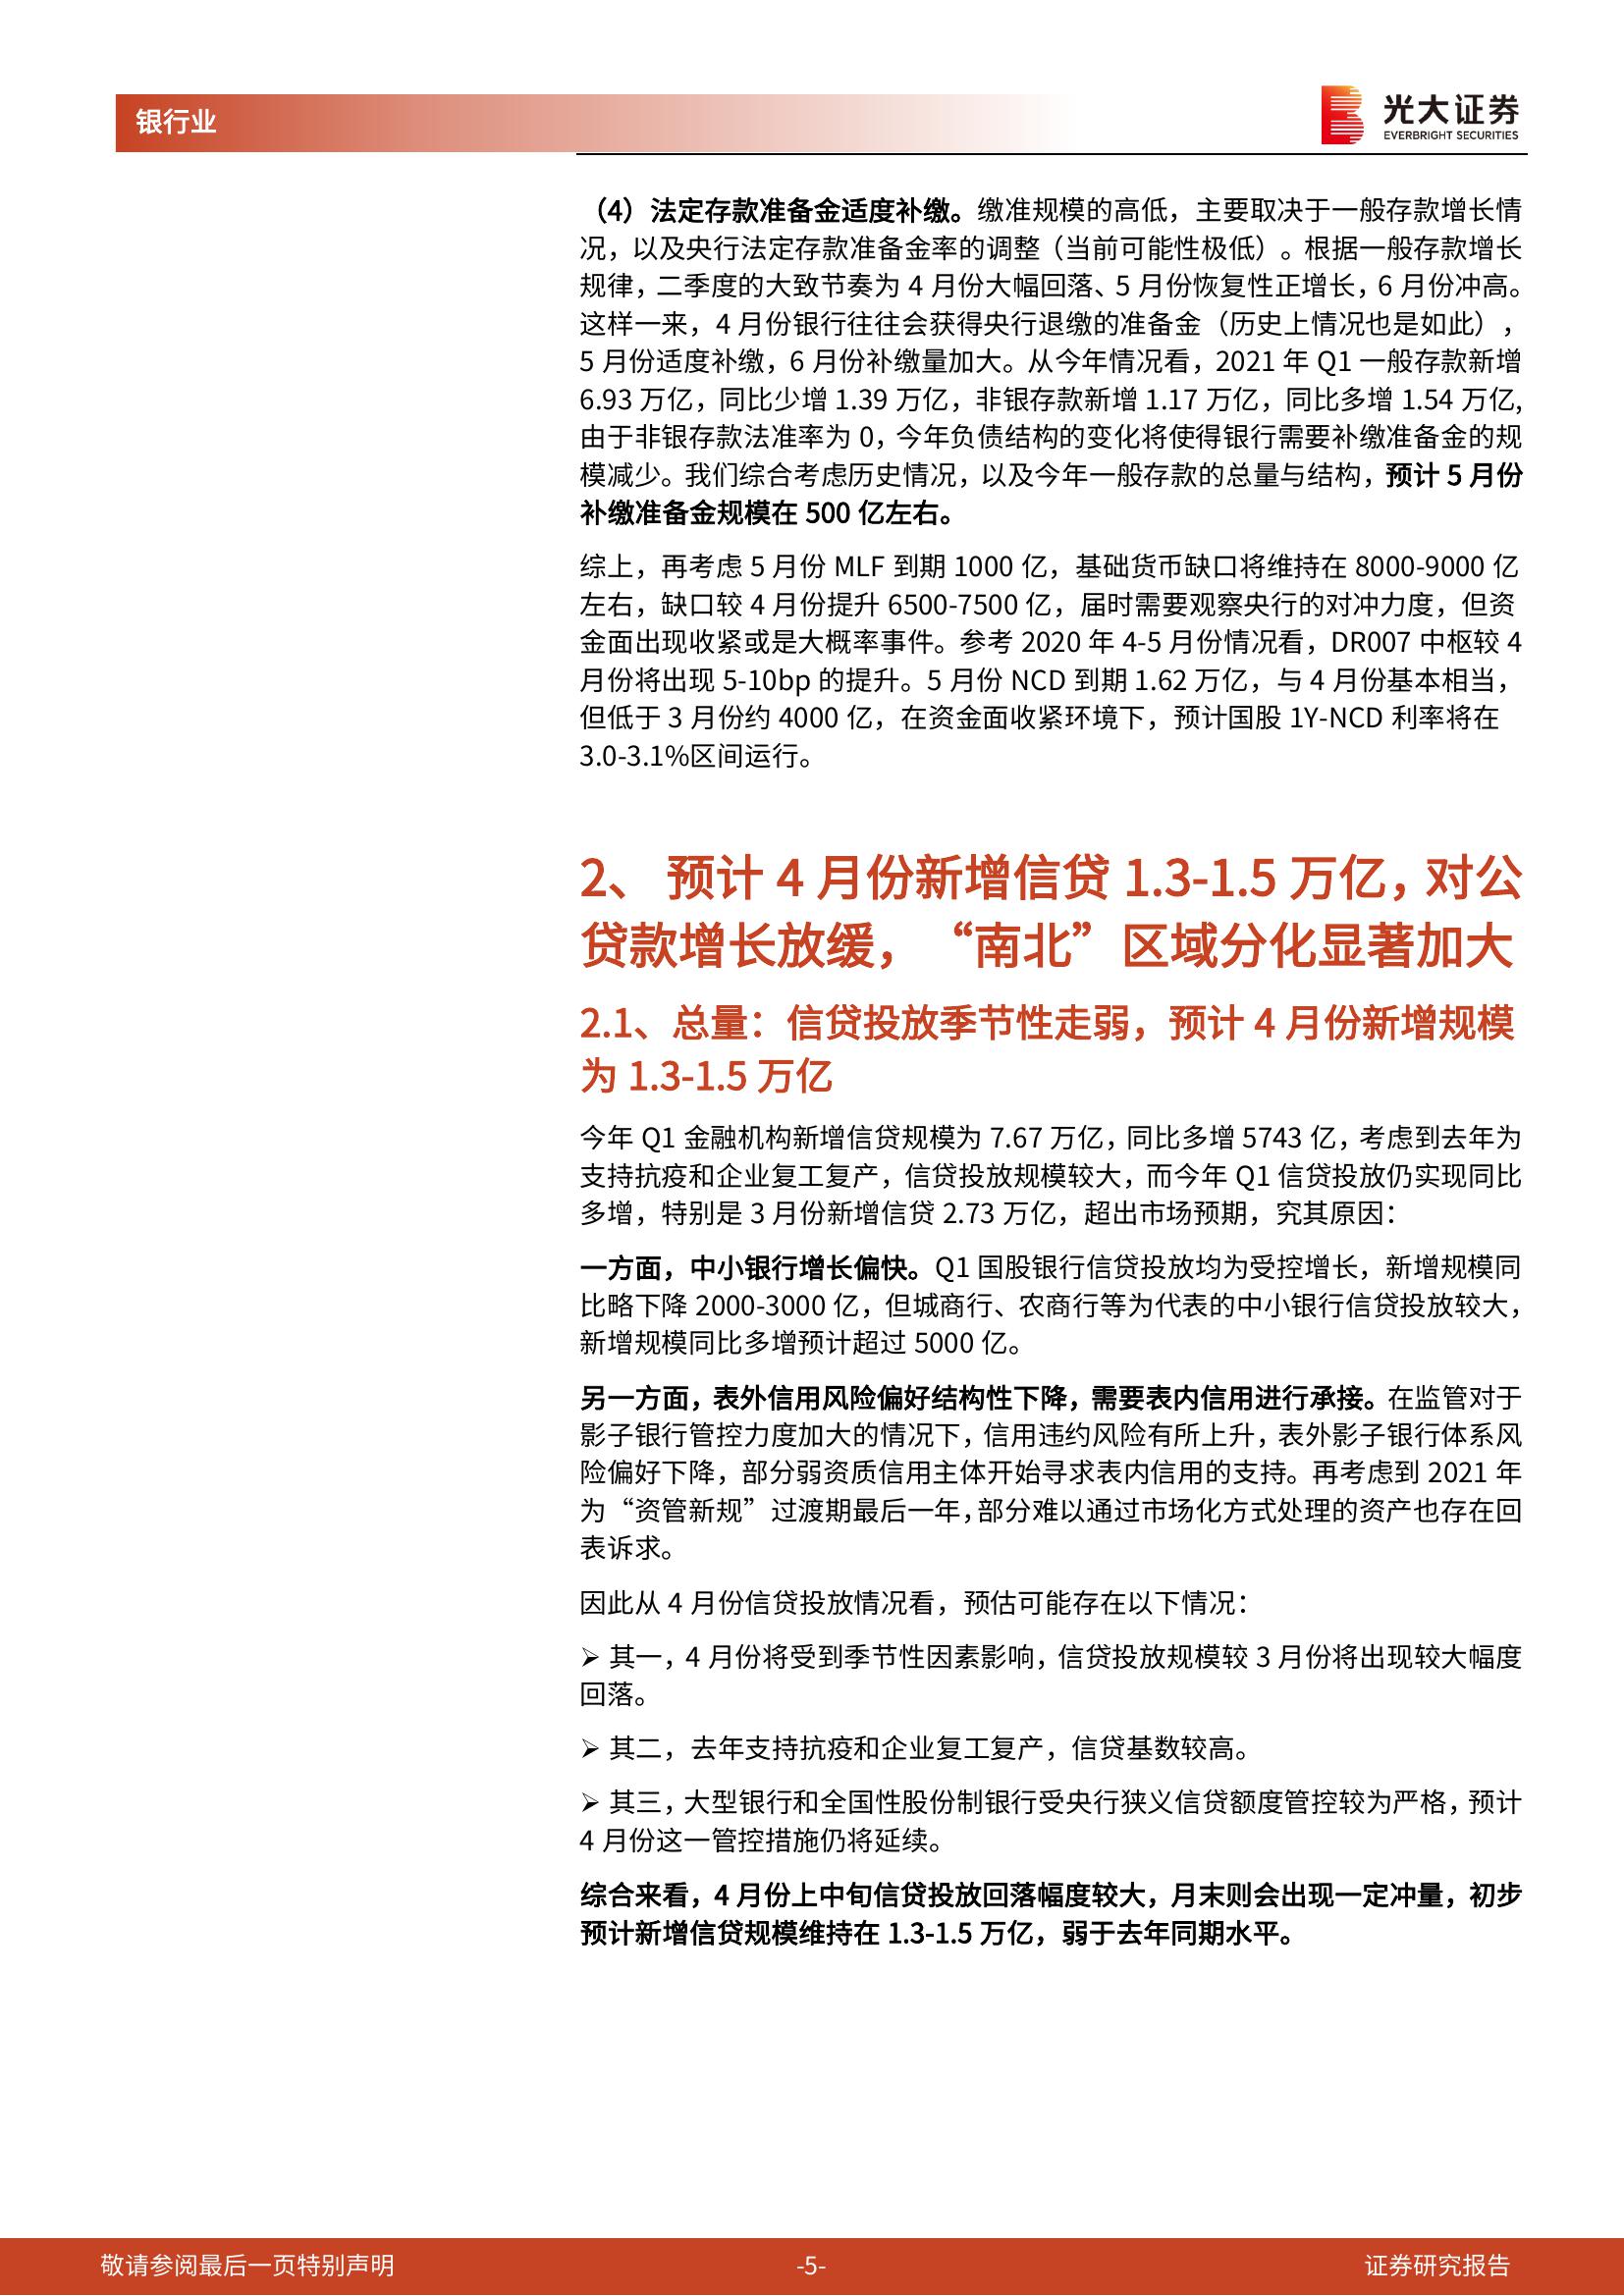 银行业
光大证券
EVERBRIGHT SECURITIES
（4）法定存款准备金适度补缴。缴准规模的高低，主要取决于一般存款增长情
况，以及央行法定存款准备金率的调整（当前可能性极低）。根据一般存款增长
规律，二季度的大致节奏为 4 月份大幅回落、5 月份恢复性正增长，6 月份冲高。
这样一来，4 月份银行往往会获得央行退缴的准备金（历史上情况也是如此），
5 月份适度补缴，6 月份补缴量加大。从今年情况看，2021 年 Q1 一般存款新增
6.93 万亿，同比少增 1.39 万亿，非银存款新增 1.17 万亿，同比多增 1.54 万亿,
由于非银存款法准率为 0，今年负债结构的变化将使得银行需要补缴准备金的规
模减少。我们综合考虑历史情况，以及今年一般存款的总量与结构，预计 5 月份
补缴准备金规模在 500 亿左右。
综上，再考虑 5 月份 MLF 到期 1000 亿，基础货币缺口将维持在 8000-9000 亿
左右，缺口较 4 月份提升 6500-7500 亿，届时需要观察央行的对冲力度，但资
金面出现收紧或是大概率事件。参考 2020 年 4-5 月份情况看，DR007 中枢较 4
月份将出现 5-10bp 的提升。5 月份 NCD 到期 1.62 万亿，与 4 月份基本相当，
但低于 3 月份约 4000 亿，在资金面收紧环境下，预计国股 1Y-NCD 利率将在
3.0-3.1%区间运行。
2、 预计 4 月份新增信贷 1.3-1.5 万亿，对公
贷款增长放缓，“南北”区域分化显著加大
2.1、总量：信贷投放季节性走弱，预计 4 月份新增规模
为 1.3-1.5 万亿
今年 Q1 金融机构新增信贷规模为 7.67 万亿，同比多增 5743 亿，考虑到去年为
支持抗疫和企业复工复产，信贷投放规模较大，而今年 Q1 信贷投放仍实现同比
多增，特别是 3 月份新增信贷 2.73 万亿，超出市场预期，究其原因：
一方面，中小银行增长偏快。Q1 国股银行信贷投放均为受控增长，新增规模同
比略下降 2000-3000 亿，但城商行、农商行等为代表的中小银行信贷投放较大，
新增规模同比多增预计超过 5000 亿。
另一方面，表外信用风险偏好结构性下降，需要表内信用进行承接。在监管对于
影子银行管控力度加大的情况下，信用违约风险有所上升，表外影子银行体系风
险偏好下降，部分弱资质信用主体开始寻求表内信用的支持。再考虑到 2021 年
为“资管新规”过渡期最后一年，部分难以通过市场化方式处理的资产也存在回
表诉求。
因此从 4 月份信贷投放情况看，预估可能存在以下情况：
➢ 其一，4 月份将受到季节性因素影响，信贷投放规模较 3 月份将出现较大幅度
回落。
➢ 其二，去年支持抗疫和企业复工复产，信贷基数较高。
➢ 其三，大型银行和全国性股份制银行受央行狭义信贷额度管控较为严格，预计
4 月份这一管控措施仍将延续。
综合来看，4 月份上中旬信贷投放回落幅度较大，月末则会出现一定冲量，初步
预计新增信贷规模维持在 1.3-1.5 万亿，弱于去年同期水平。
敬请参阅最后一页特别声明
-5-
证券研究报告